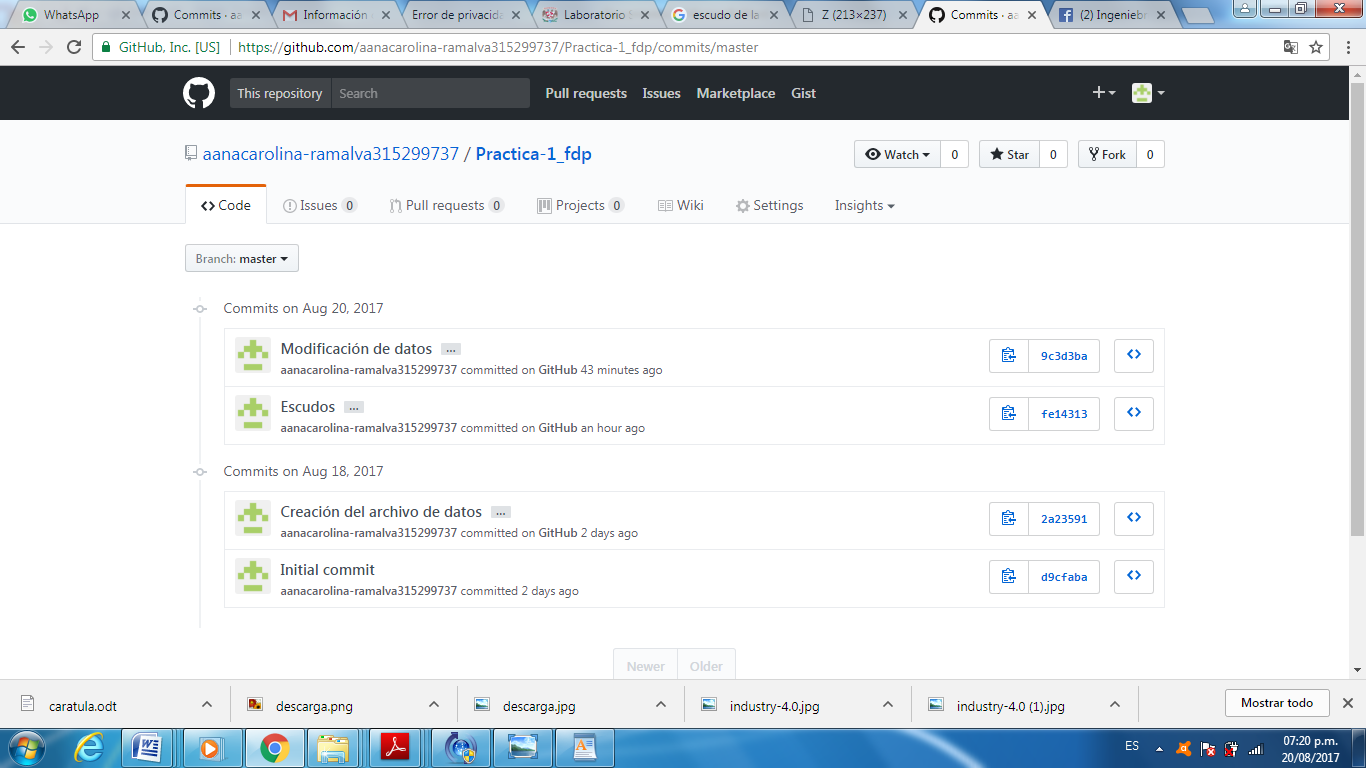 WhatsApp
Commits · aa
Información
Error de privacida
Laboratorio
escudo de la
Z (213×237)
Commits · aa
(2) Ingenieb
GitHub, Inc. [US]
https://github.com/aanacarolina-ramalva315299737/Practica-1_fdp/commits/master
This repository
Search
Pull requests
Issues
Marketplace
Gist
aanacarolina-ramalva315299737 / Practica-1_fdp
Watch 0
Star 0
Fork 0
Code
Issues 0
Pull requests 0
Projects 0
Wiki
Settings
Insights
Branch: master
Commits on Aug 20, 2017
Modificación de datos ...
9c3d3ba
aanacarolina-ramalva315299737 committed on GitHub 43 minutes ago
Escudos ...
fe14313
aanacarolina-ramalva315299737 committed on GitHub an hour ago
Commits on Aug 18, 2017
Creación del archivo de datos ...
2a23591
aanacarolina-ramalva315299737 committed on GitHub 2 days ago
Initial commit
d9cfaba
aanacarolina-ramalva315299737 committed 2 days ago
Newer
Older
caratula.odt
descarga.png
descarga.jpg
industry-4.0.jpg
industry-4.0 (1).jpg
Mostrar todo
ES
07:20 p.m.
20/08/2017